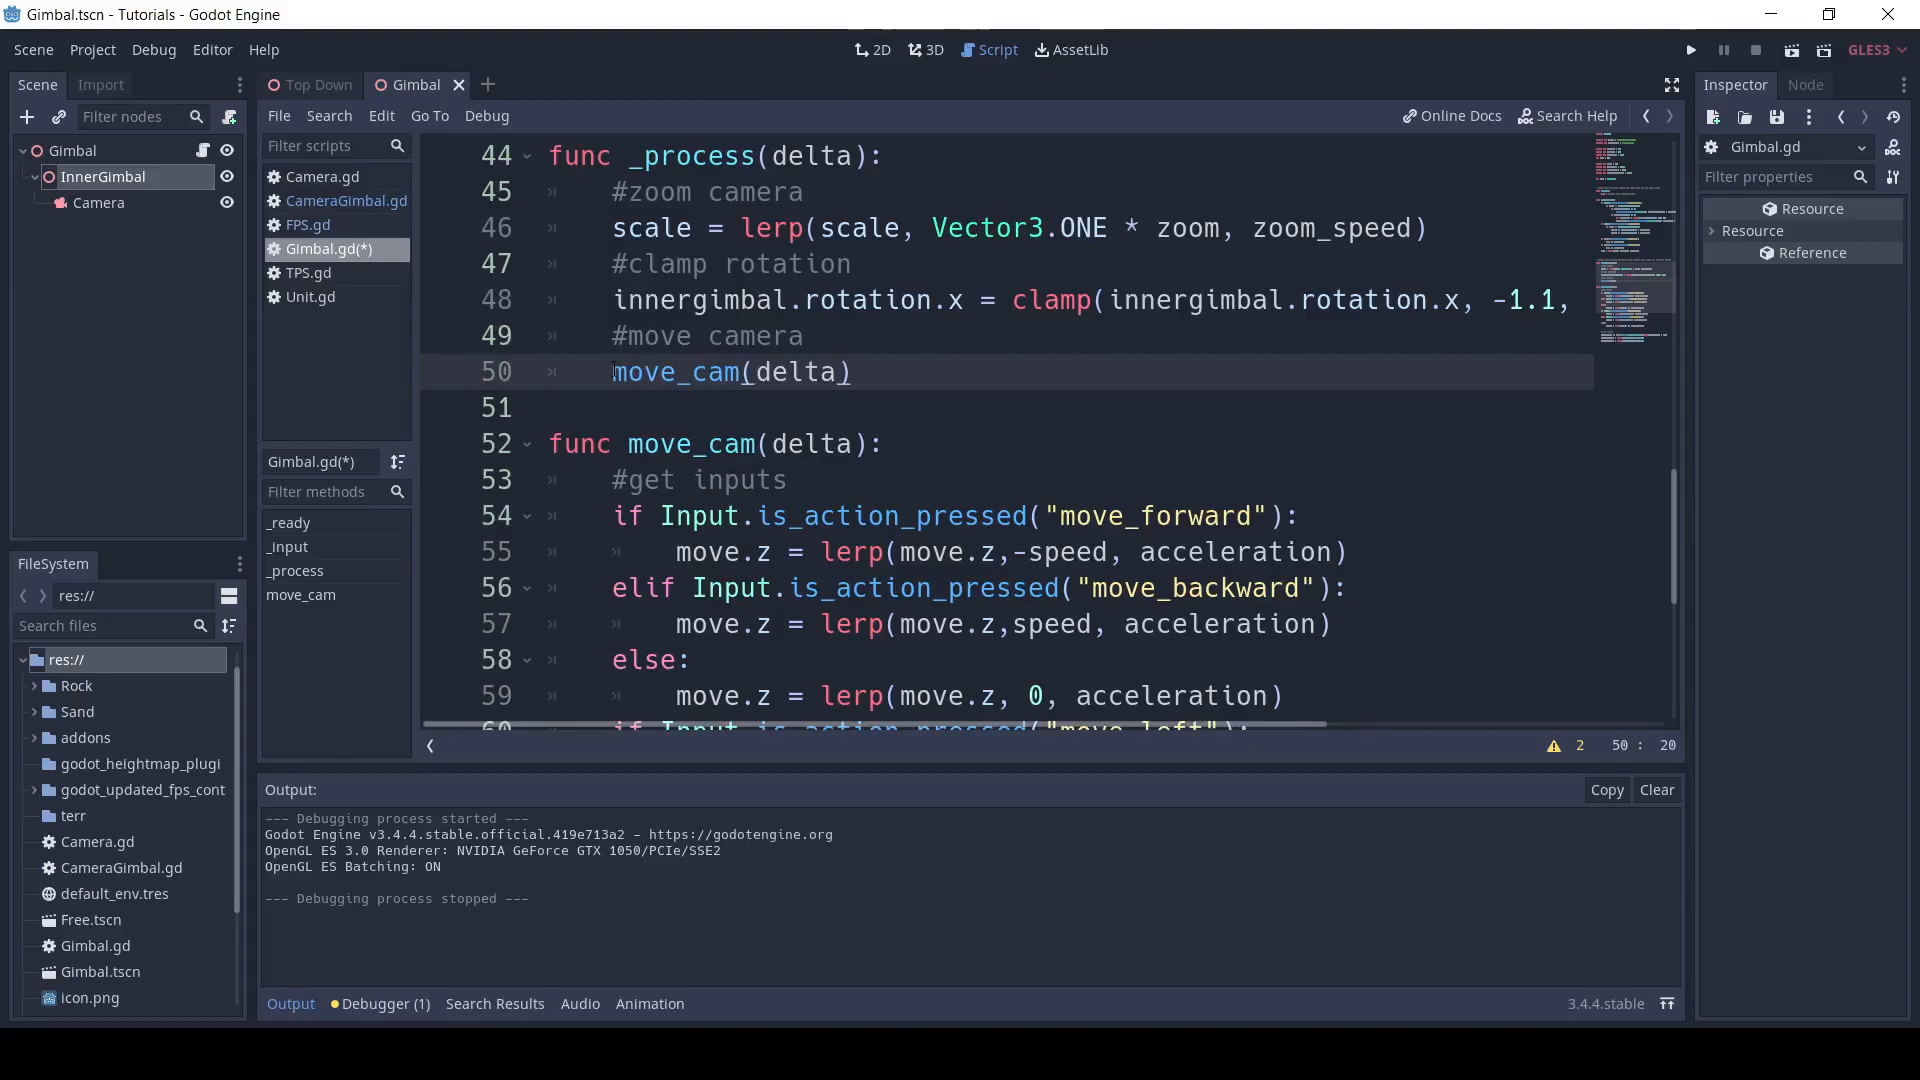 Gimbal.tscn - Tutorials - Godot Engine
Scene Project Debug Editor Help
2D 3D Script AssetLib
GLES3
Scene Import
Filter nodes
Gimbal
InnerGimbal
Camera
Top Down Gimbal
File Search Edit Go To Debug
Online Docs Search Help
Filter scripts
Camera.gd
CameraGimbal.gd
FPS.gd
Gimbal.gd(*)
TPS.gd
Unit.gd
Gimbal.gd(*)
Filter methods
_ready
_input
_process
move_cam
44 func _process(delta):
45 #zoom camera
46 scale = lerp(scale, Vector3.ONE * zoom, zoom_speed)
47 #clamp rotation
48 innergimbal.rotation.x = clamp(innergimbal.rotation.x, -1.1,
49 #move camera
50 move_cam(delta)
51
52 func move_cam(delta):
53 #get inputs
54 if Input.is_action_pressed("move_forward"):
55 move.z = lerp(move.z,-speed, acceleration)
56 elif Input.is_action_pressed("move_backward"):
57 move.z = lerp(move.z,speed, acceleration)
58 else:
59 move.z = lerp(move.z, 0, acceleration)
60 if Input.is_action_pressed("move_left"):
2 50 : 20
Inspector Node
Gimbal.gd
Filter properties
Resource
Resource
Reference
FileSystem
res://
Search files
res://
Rock
Sand
addons
godot_heightmap_plugi
godot_updated_fps_cont
terr
Camera.gd
CameraGimbal.gd
default_env.tres
Free.tscn
Gimbal.gd
Gimbal.tscn
icon.png
Output:
Copy Clear
--- Debugging process started ---
Godot Engine v3.4.4.stable.official.419e713a2 - https://godotengine.org
OpenGL ES 3.0 Renderer: NVIDIA GeForce GTX 1050/PCIe/SSE2
OpenGL ES Batching: ON
--- Debugging process stopped ---
Output Debugger (1) Search Results Audio Animation
3.4.4.stable